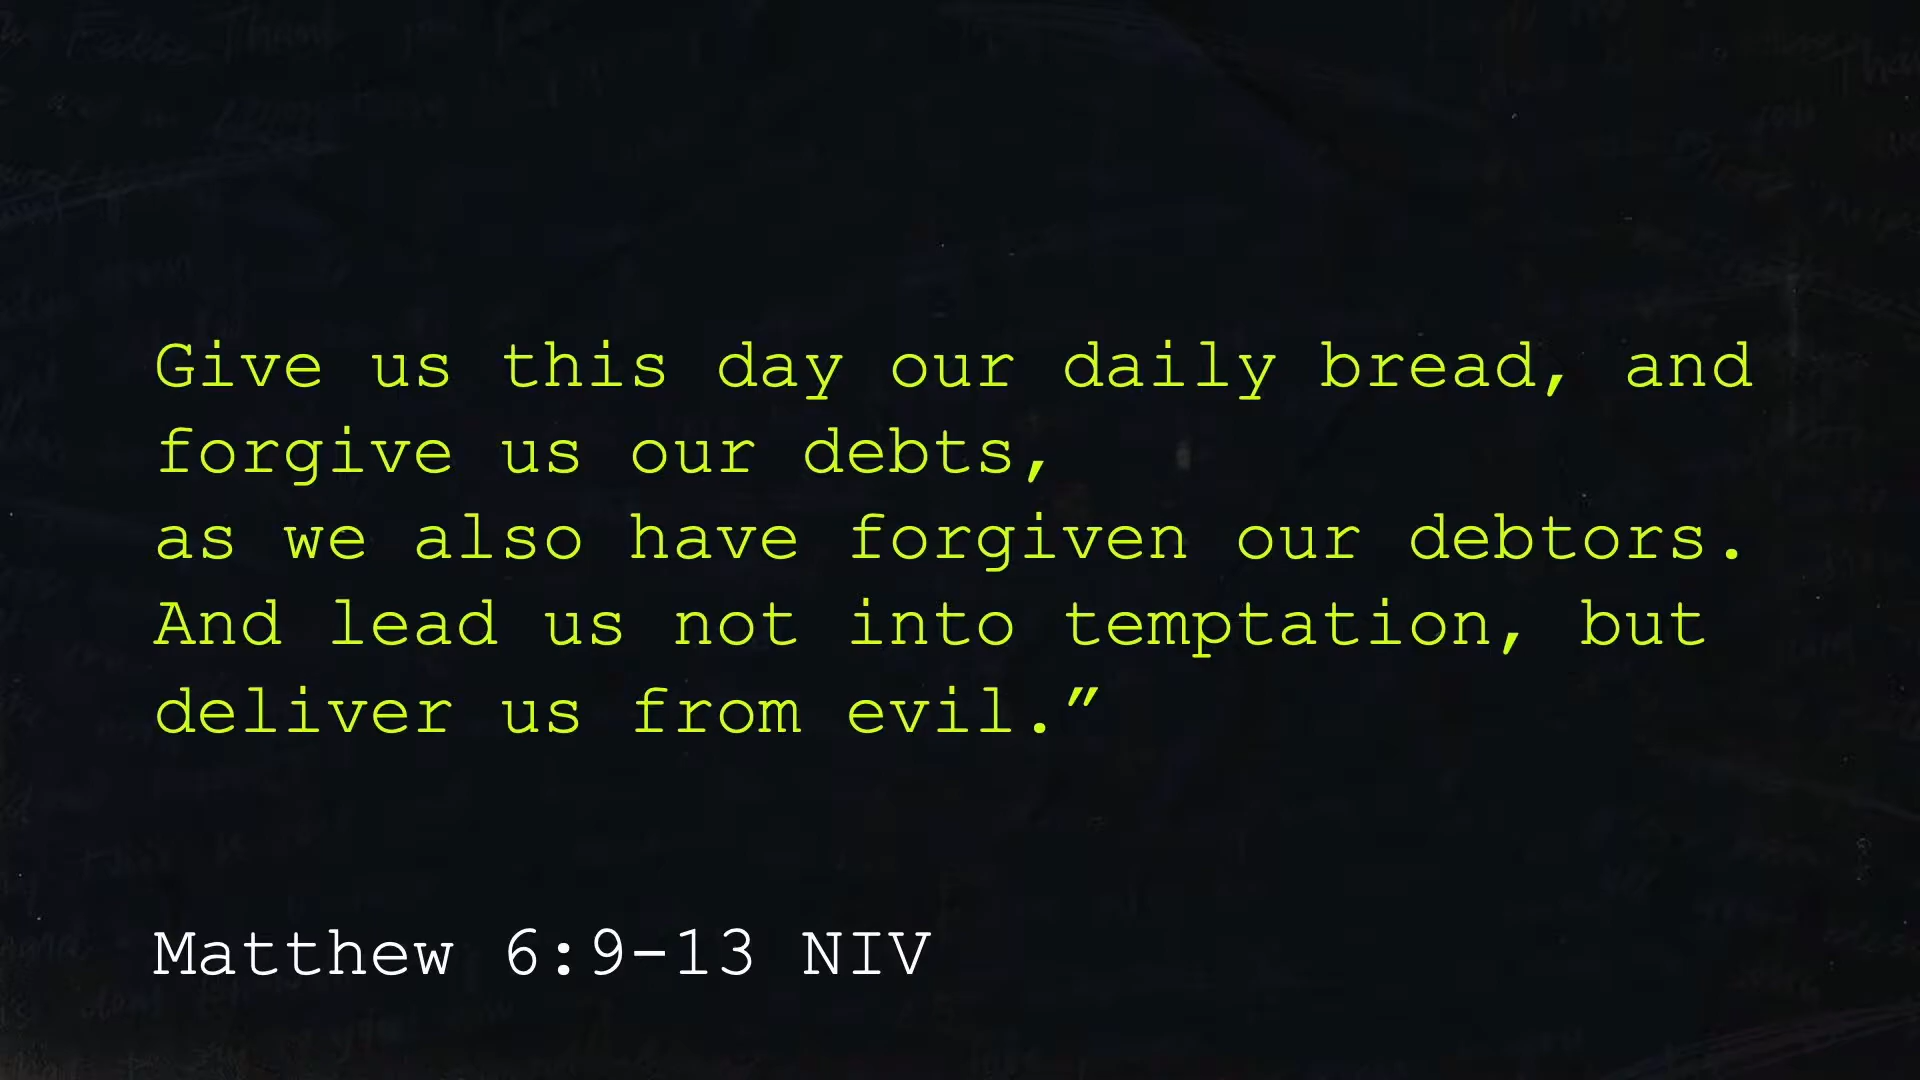 Give us this day our daily bread, and
forgive us our debts,
as we also have forgiven our debtors.
And lead us not into temptation, but
deliver us from evil.”
Matthew 6:9-13 NIV